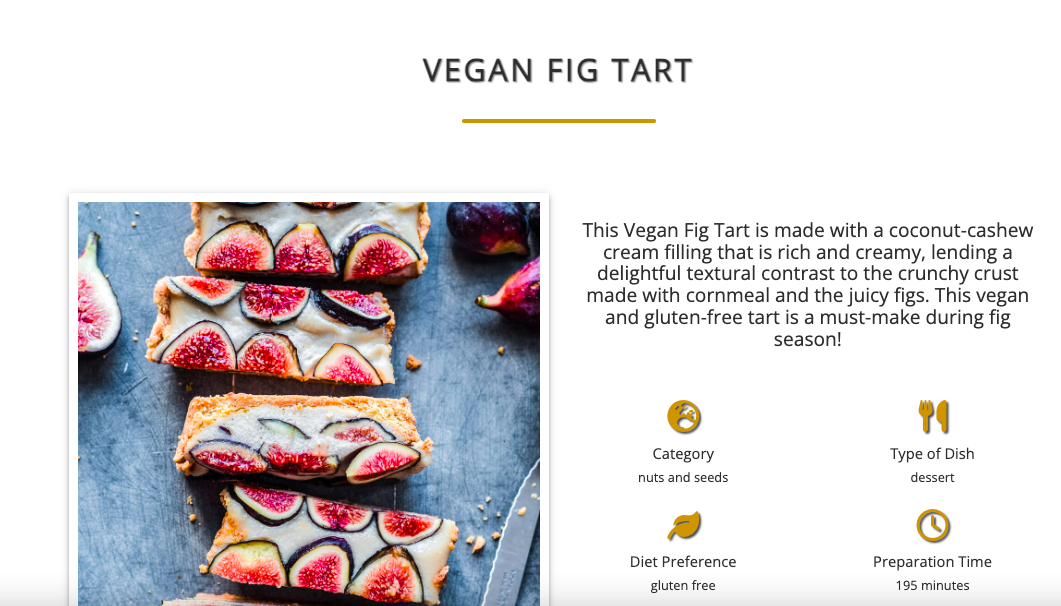 VEGAN FIG TART
This Vegan Fig Tart is made with a coconut-cashew
cream filling that is rich and creamy, lending a
delightful textural contrast to the crunchy crust
made with cornmeal and the juicy figs. This vegan
and gluten-free tart is a must-make during fig
season!
Category
nuts and seeds
Type of Dish
dessert
Diet Preference
gluten free
Preparation Time
195 minutes